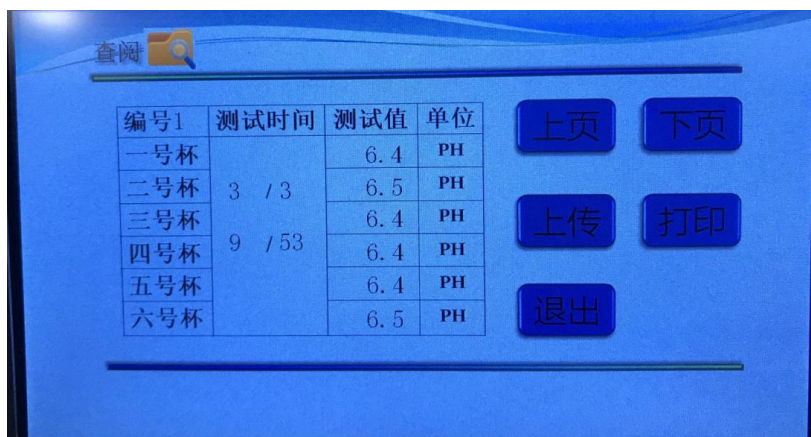 查阅
编号1 测试时间 测试值 单位
一号杯 6.4 PH
二号杯 3 /3 6.5 PH
三号杯 6.4 PH
四号杯 9 /53 6.4 PH
五号杯 6.4 PH
六号杯 6.5 PH
上页 下页
上传 打印
退出